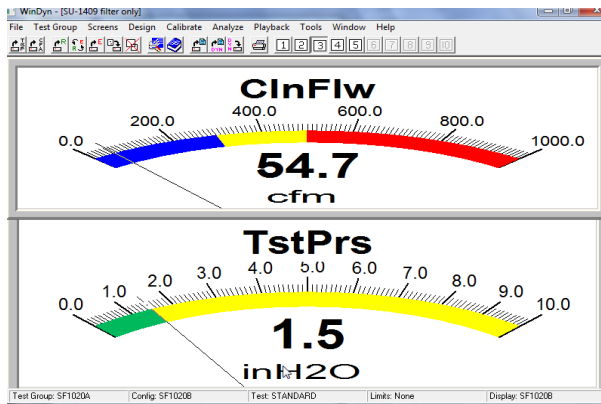 WinDyn - [SU-1409 filter only]
File Test Group Screens Design Calibrate Analyze Playback Tools Window Help
1 2 3 4 5 6 7 8 9 10
ClnFlw
0.0 200.0 400.0 600.0 800.0 1000.0
54.7
cfm
TstPrs
0.0 1.0 2.0 3.0 4.0 5.0 6.0 7.0 8.0 9.0 10.0
1.5
inH2O
Test Group: SF1020A Config: SF1020B Test: STANDARD Limits: None Display: SF1020B